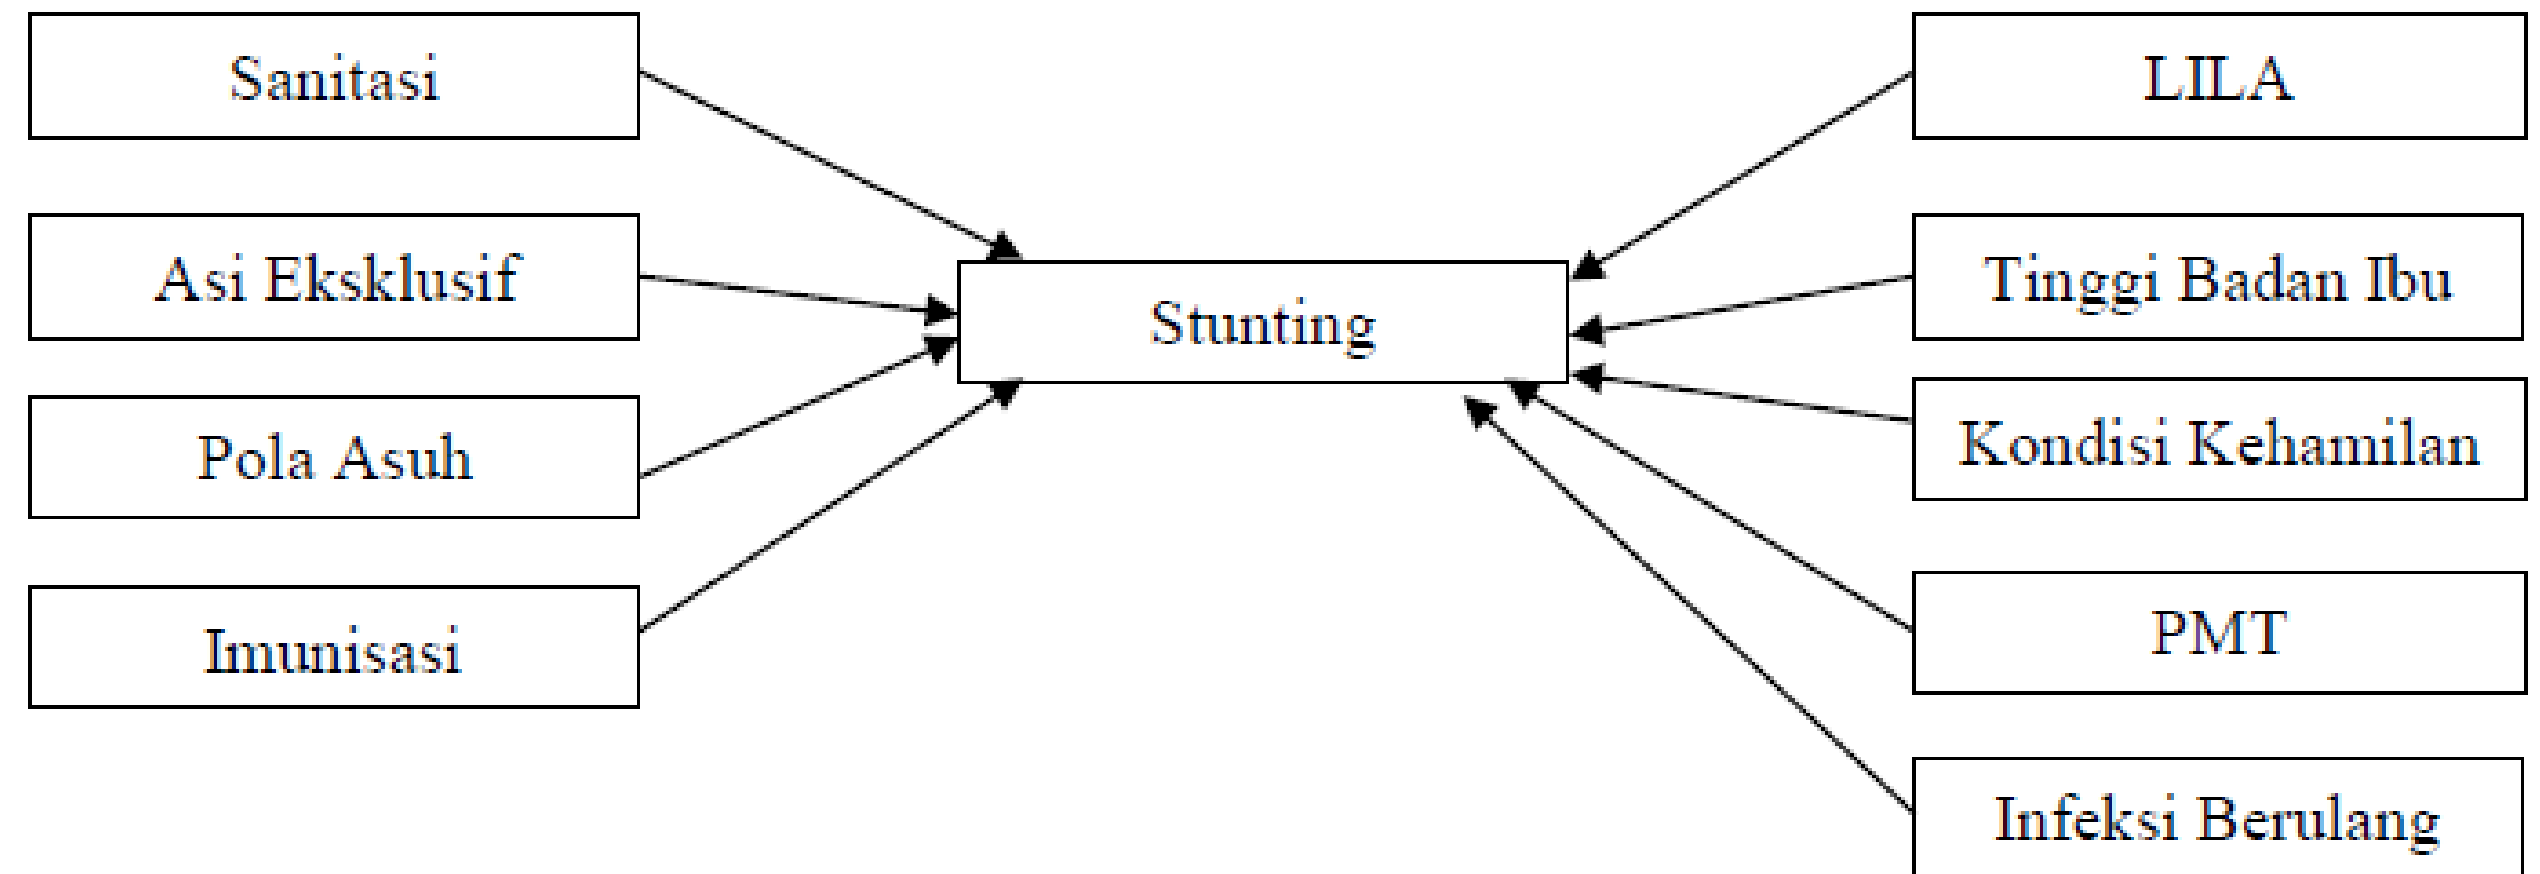 Sanitasi
Asi Eksklusif
Pola Asuh
Imunisasi
Stunting
LILA
Tinggi Badan Ibu
Kondisi Kehamilan
PMT
Infeksi Berulang